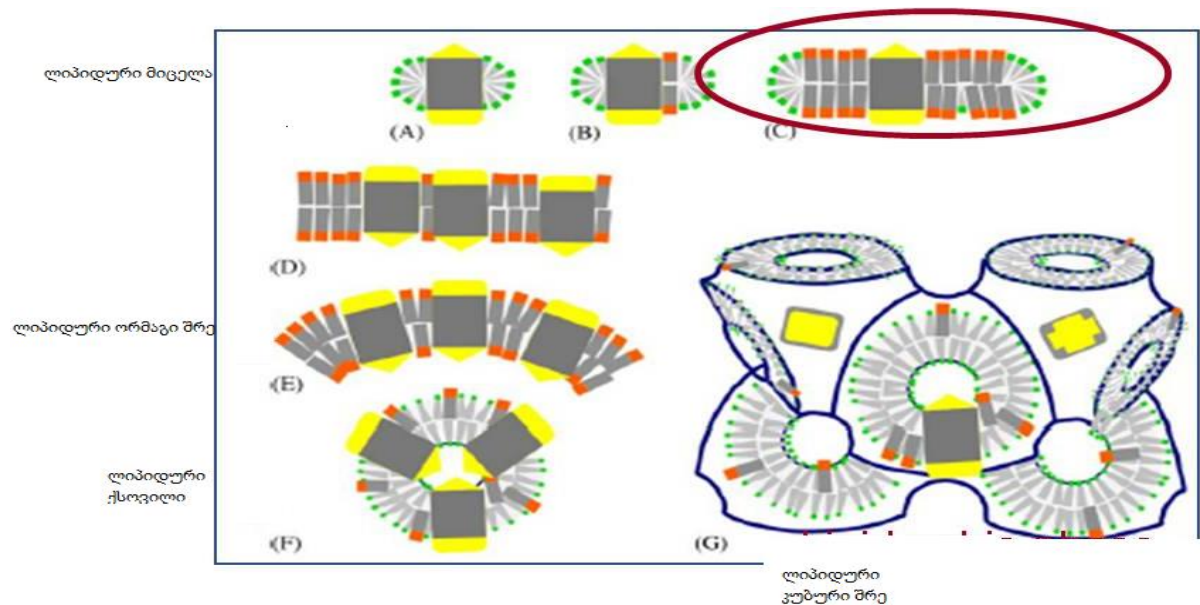 ლიპიდური მიცელა
(A)
(B)
(C)
(D)
ლიპიდური ორმაგი შრე
(E)
ლიპიდური
ქსოვილი
(F)
(G)
ლიპიდური
კუბური შრე